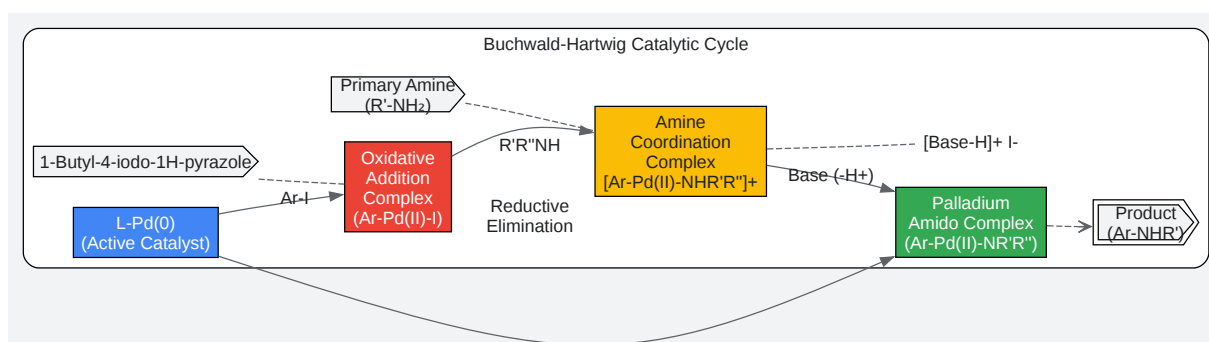 Buchwald-Hartwig Catalytic Cycle
Primary Amine
(R'-NH₂)
1-Butyl-4-iodo-1H-pyrazole
L-Pd(0)
(Active Catalyst)
Ar-I
Oxidative
Addition
Complex
(Ar-Pd(II)-I)
R'R''NH
Reductive
Elimination
Amine
Coordination
Complex
[Ar-Pd(II)-NHR'R'']+
[Base-H]+ I-
Base (-H+)
Palladium
Amido Complex
(Ar-Pd(II)-NR'R'')
Product
(Ar-NHR')